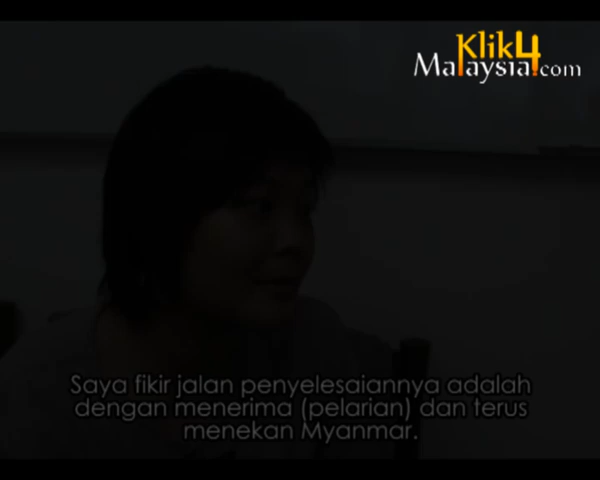 Klik4
Malaysia.com
Saya fikir jalan penyelesaiannya adalah
dengan menerima (pelarian) dan terus
menekan Myanmar.